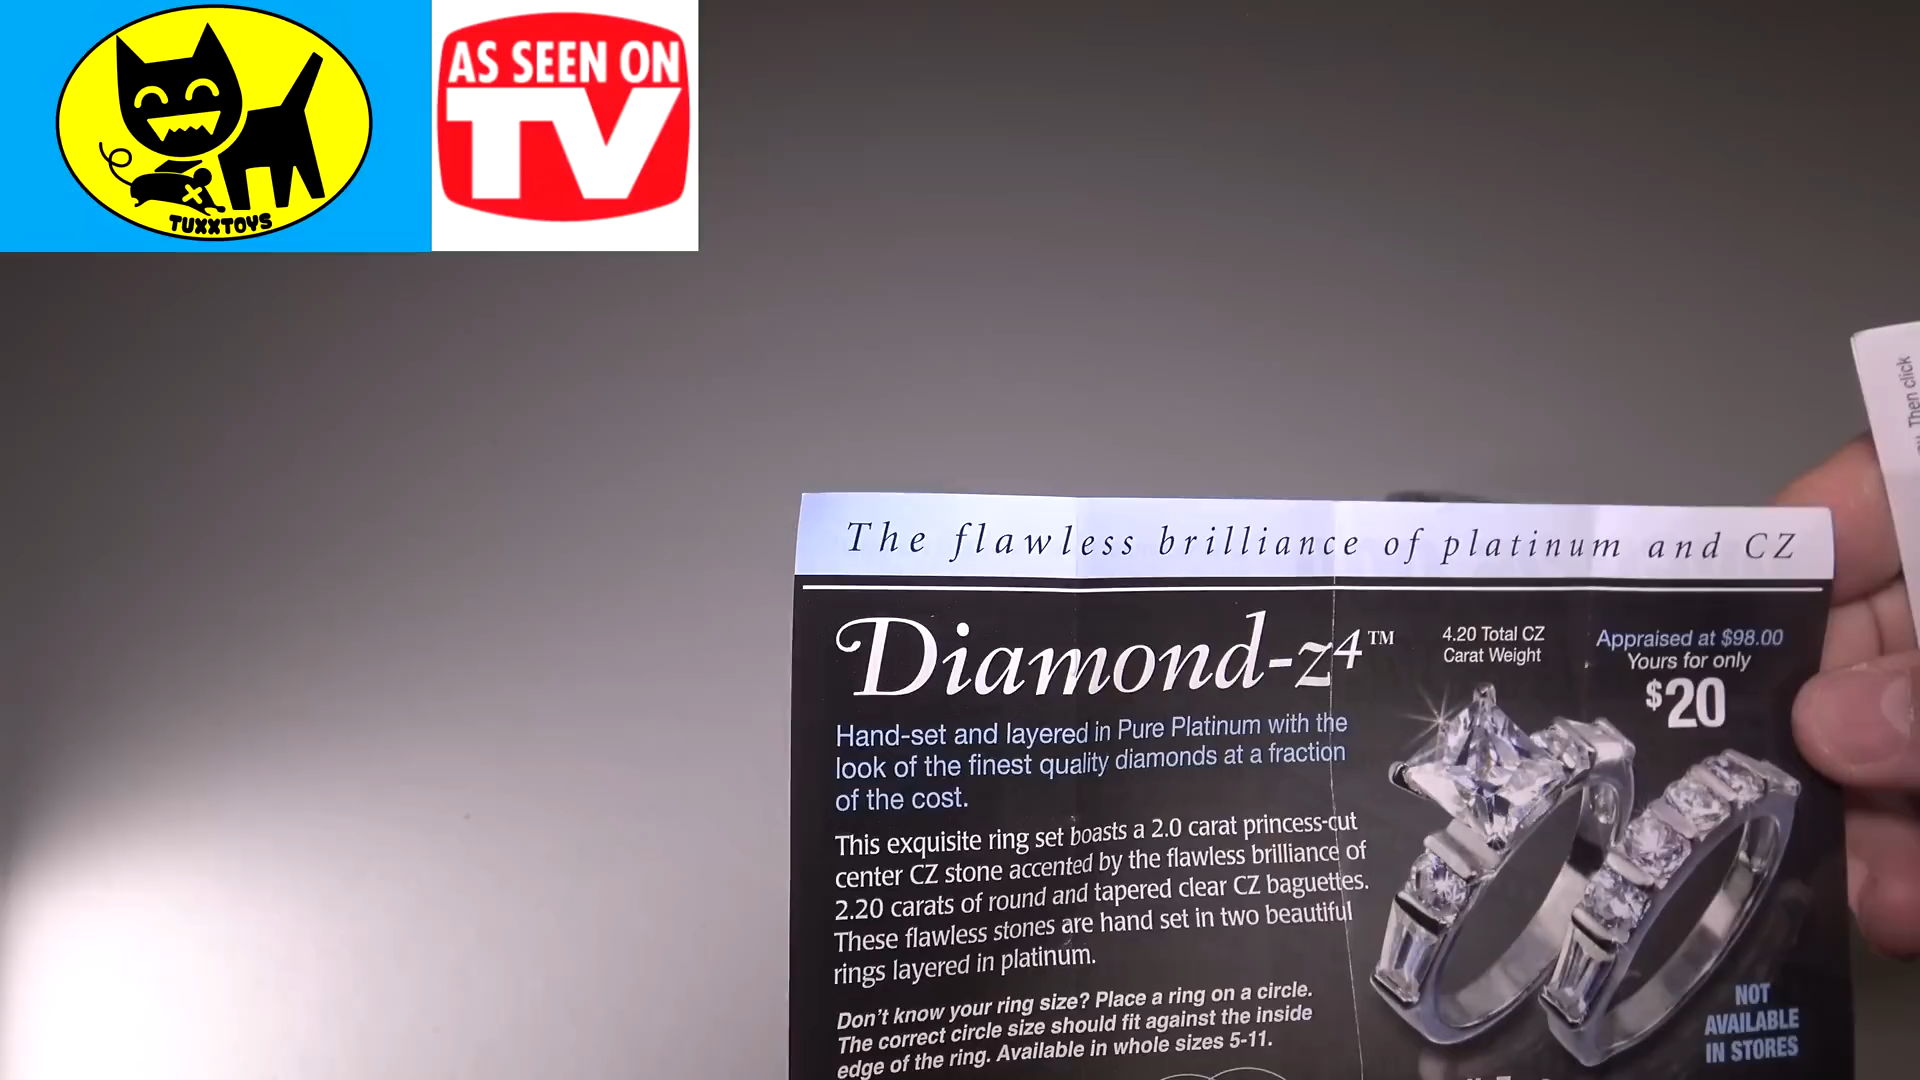 TUXXTOYS
AS SEEN ON
TV
Then click
The flawless brilliance of platinum and CZ
Diamond-z4™
4.20 Total CZ
Carat Weight
Appraised at $98.00
Yours for only
$20
Hand-set and layered in Pure Platinum with the
look of the finest quality diamonds at a fraction
of the cost.
This exquisite ring set boasts a 2.0 carat princess-cut
center CZ stone accented by the flawless brilliance of
2.20 carats of round and tapered clear CZ baguettes.
These flawless stones are hand set in two beautiful
rings layered in platinum.
Don't know your ring size? Place a ring on a circle.
The correct circle size should fit against the inside
edge of the ring. Available in whole sizes 5-11.
NOT
AVAILABLE
IN STORES